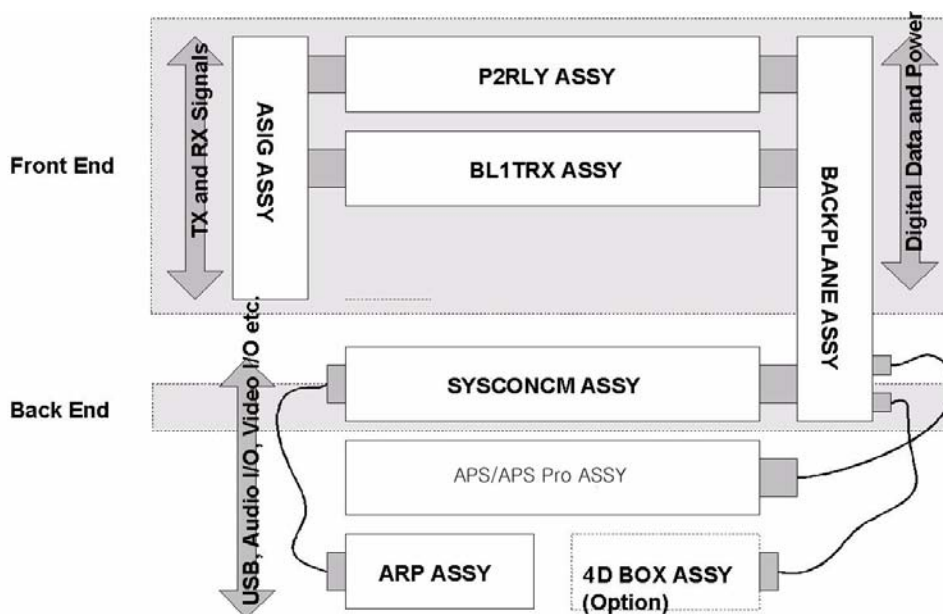 Front End
TX and RX Signals
ASIG ASSY
P2RLY ASSY
BL1TRX ASSY
BACKPLANE ASSY
Digital Data and Power
Back End
USB, Audio I/O, Video I/O etc.
SYSCONCM ASSY
APS/APS Pro ASSY
ARP ASSY
4D BOX ASSY
(Option)